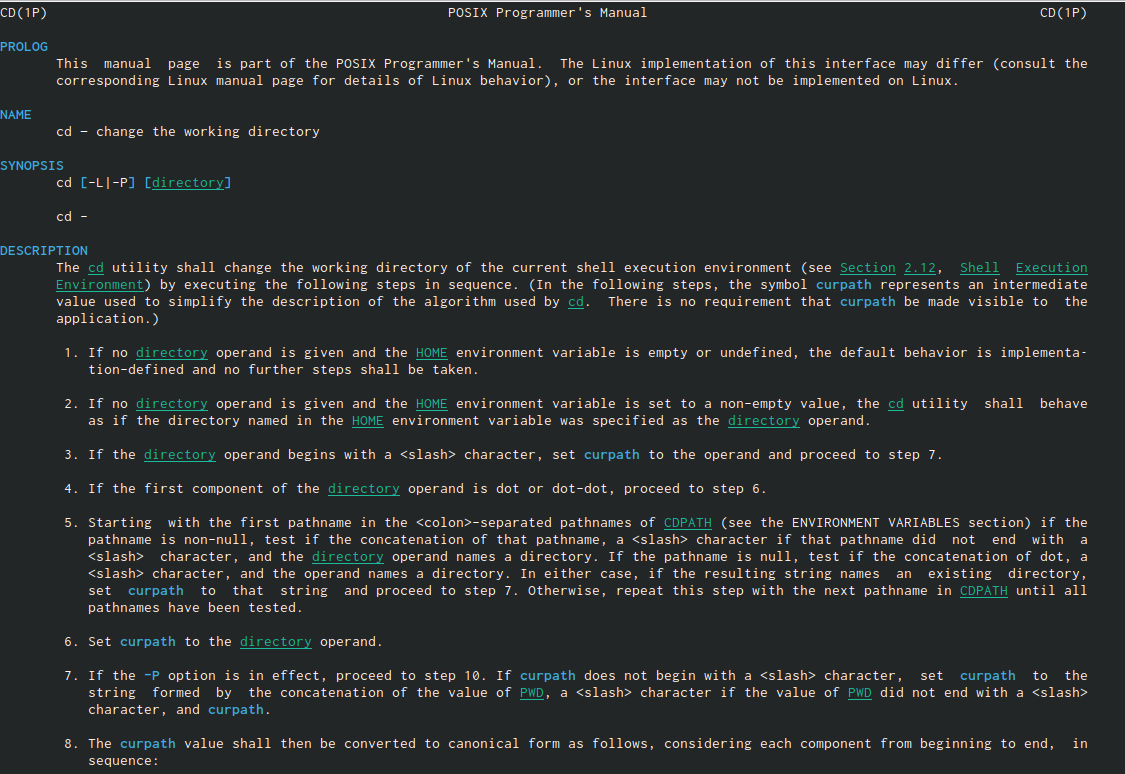 CD(1P) POSIX Programmer's Manual CD(1P)
PROLOG
This manual page is part of the POSIX Programmer's Manual. The Linux implementation of this interface may differ (consult the
corresponding Linux manual page for details of Linux behavior), or the interface may not be implemented on Linux.
NAME
cd – change the working directory
SYNOPSIS
cd [-L|-P] [directory]
cd –
DESCRIPTION
The cd utility shall change the working directory of the current shell execution environment (see Section 2.12, Shell Execution
Environment) by executing the following steps in sequence. (In the following steps, the symbol curpath represents an intermediate
value used to simplify the description of the algorithm used by cd. There is no requirement that curpath be made visible to the
application.)
1. If no directory operand is given and the HOME environment variable is empty or undefined, the default behavior is implementa‐
tion-defined and no further steps shall be taken.
2. If no directory operand is given and the HOME environment variable is set to a non-empty value, the cd utility shall behave
as if the directory named in the HOME environment variable was specified as the directory operand.
3. If the directory operand begins with a <slash> character, set curpath to the operand and proceed to step 7.
4. If the first component of the directory operand is dot or dot-dot, proceed to step 6.
5. Starting with the first pathname in the <colon>-separated pathnames of CDPATH (see the ENVIRONMENT VARIABLES section) if the
pathname is non-null, test if the concatenation of that pathname, a <slash> character if that pathname did not end with a
<slash> character, and the directory operand names a directory. If the pathname is null, test if the concatenation of dot, a
<slash> character, and the operand names a directory. In either case, if the resulting string names an existing directory,
set curpath to that string and proceed to step 7. Otherwise, repeat this step with the next pathname in CDPATH until all
pathnames have been tested.
6. Set curpath to the directory operand.
7. If the -P option is in effect, proceed to step 10. If curpath does not begin with a <slash> character, set curpath to the
string formed by the concatenation of the value of PWD, a <slash> character if the value of PWD did not end with a <slash>
character, and curpath.
8. The curpath value shall then be converted to canonical form as follows, considering each component from beginning to end, in
sequence: